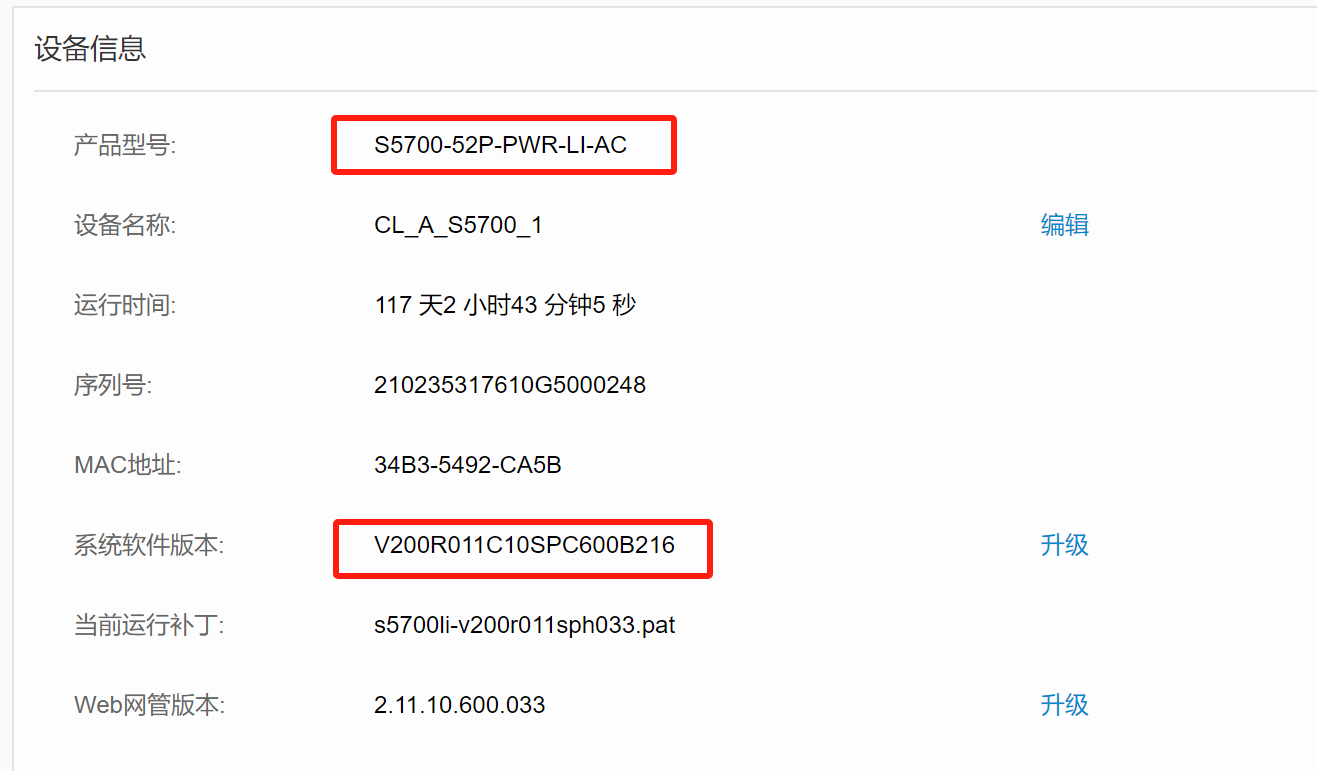 设备信息
产品型号: S5700-52P-PWR-LI-AC
设备名称: CL_A_S5700_1 编辑
运行时间: 117 天2 小时43 分钟5 秒
序列号: 210235317610G5000248
MAC地址: 34B3-5492-CA5B
系统软件版本: V200R011C10SPC600B216 升级
当前运行补丁: s5700li-v200r011sph033.pat
Web网管版本: 2.11.10.600.033 升级